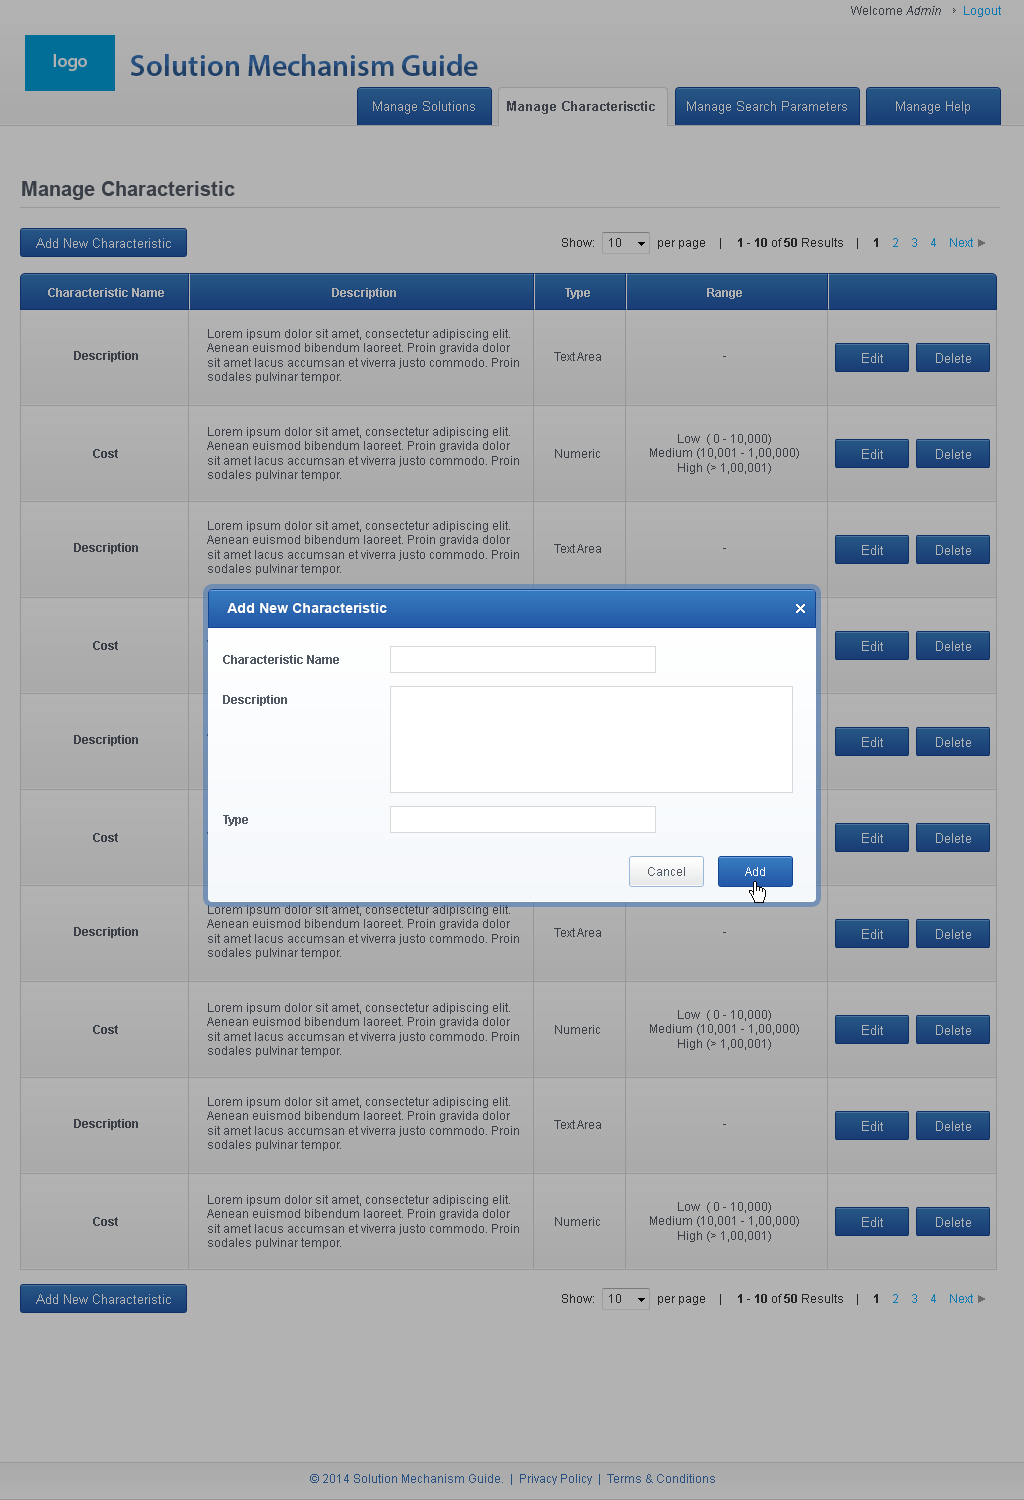 Welcome Admin Logout
logo
Solution Mechanism Guide
Manage Solutions
Manage Characterisctic
Manage Search Parameters
Manage Help
Manage Characteristic
Add New Characteristic
Show: 10 per page | 1 - 10 of 50 Results | 1 2 3 4 Next
Characteristic Name Description Type Range
Description
Lorem ipsum dolor sit amet, consectetur adipiscing elit.
Aenean euismod bibendum laoreet. Proin gravida dolor
sit amet lacus accumsan et viverra justo commodo. Proin
sodales pulvinar tempor.
TextArea
-
Edit Delete
Cost
Lorem ipsum dolor sit amet, consectetur adipiscing elit.
Aenean euismod bibendum laoreet. Proin gravida dolor
sit amet lacus accumsan et viverra justo commodo. Proin
sodales pulvinar tempor.
Numeric
Low ( 0 - 10,000)
Medium (10,001 - 1,00,000)
High (> 1,00,001)
Edit Delete
Description
Lorem ipsum dolor sit amet, consectetur adipiscing elit.
Aenean euismod bibendum laoreet. Proin gravida dolor
sit amet lacus accumsan et viverra justo commodo. Proin
sodales pulvinar tempor.
TextArea
-
Edit Delete
Cost
Edit Delete
Description
Edit Delete
Cost
Edit Delete
Add New Characteristic
Characteristic Name
Description
Type
Cancel Add
Description
Lorem ipsum dolor sit amet, consectetur adipiscing elit.
Aenean euismod bibendum laoreet. Proin gravida dolor
sit amet lacus accumsan et viverra justo commodo. Proin
sodales pulvinar tempor.
TextArea
-
Edit Delete
Cost
Lorem ipsum dolor sit amet, consectetur adipiscing elit.
Aenean euismod bibendum laoreet. Proin gravida dolor
sit amet lacus accumsan et viverra justo commodo. Proin
sodales pulvinar tempor.
Numeric
Low ( 0 - 10,000)
Medium (10,001 - 1,00,000)
High (> 1,00,001)
Edit Delete
Description
Lorem ipsum dolor sit amet, consectetur adipiscing elit.
Aenean euismod bibendum laoreet. Proin gravida dolor
sit amet lacus accumsan et viverra justo commodo. Proin
sodales pulvinar tempor.
TextArea
-
Edit Delete
Cost
Lorem ipsum dolor sit amet, consectetur adipiscing elit.
Aenean euismod bibendum laoreet. Proin gravida dolor
sit amet lacus accumsan et viverra justo commodo. Proin
sodales pulvinar tempor.
Numeric
Low ( 0 - 10,000)
Medium (10,001 - 1,00,000)
High (> 1,00,001)
Edit Delete
Add New Characteristic
Show: 10 per page | 1 - 10 of 50 Results | 1 2 3 4 Next
© 2014 Solution Mechanism Guide. | Privacy Policy | Terms & Conditions